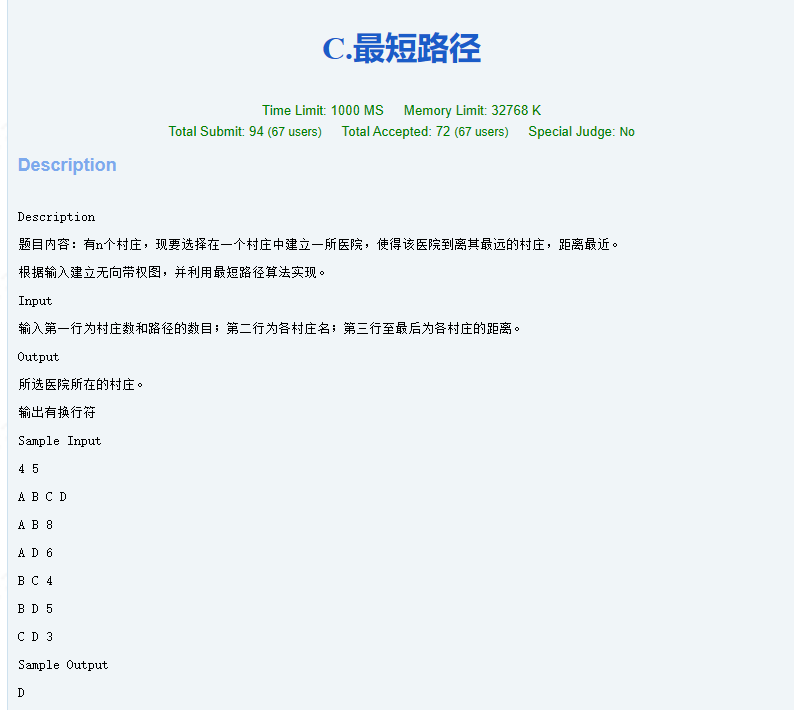 C.最短路径
Time Limit: 1000 MS Memory Limit: 32768 K
Total Submit: 94 (67 users) Total Accepted: 72 (67 users) Special Judge: No
Description
Description
题目内容：有n个村庄，现要选择在一个村庄中建立一所医院，使得该医院到离其最远的村庄，距离最近。
根据输入建立无向带权图，并利用最短路径算法实现。
Input
输入第一行为村庄数和路径的数目；第二行为各村庄名；第三行至最后为各村庄的距离。
Output
所选医院所在的村庄。
输出有换行符
Sample Input
4 5
A B C D
A B 8
A D 6
B C 4
B D 5
C D 3
Sample Output
D